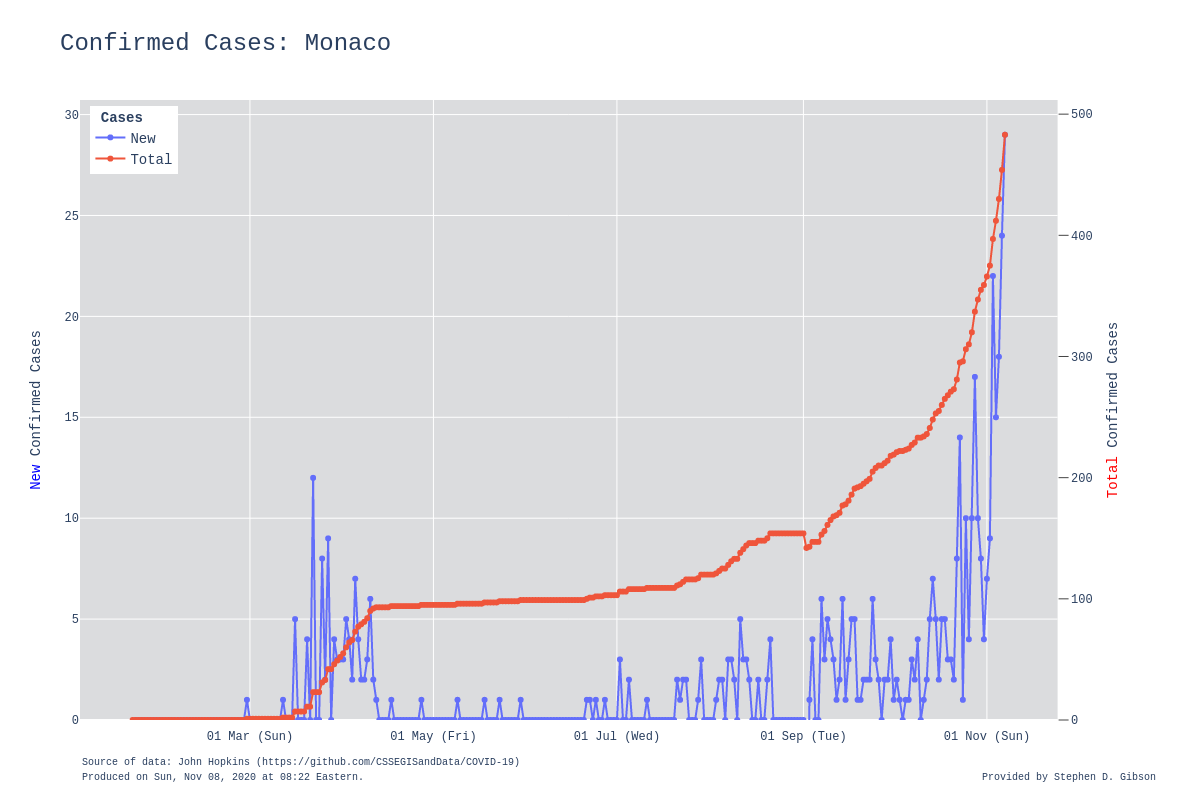 Confirmed Cases: Monaco
Cases
New
Total
30
25
20
15
10
5
0
500
400
300
200
100
0
New Confirmed Cases
Total Confirmed Cases
01 Mar (Sun)
01 May (Fri)
01 Jul (Wed)
01 Sep (Tue)
01 Nov (Sun)
Source of data: John Hopkins (https://github.com/CSSEGISandData/COVID-19)
Produced on Sun, Nov 08, 2020 at 08:22 Eastern.
Provided by Stephen D. Gibson